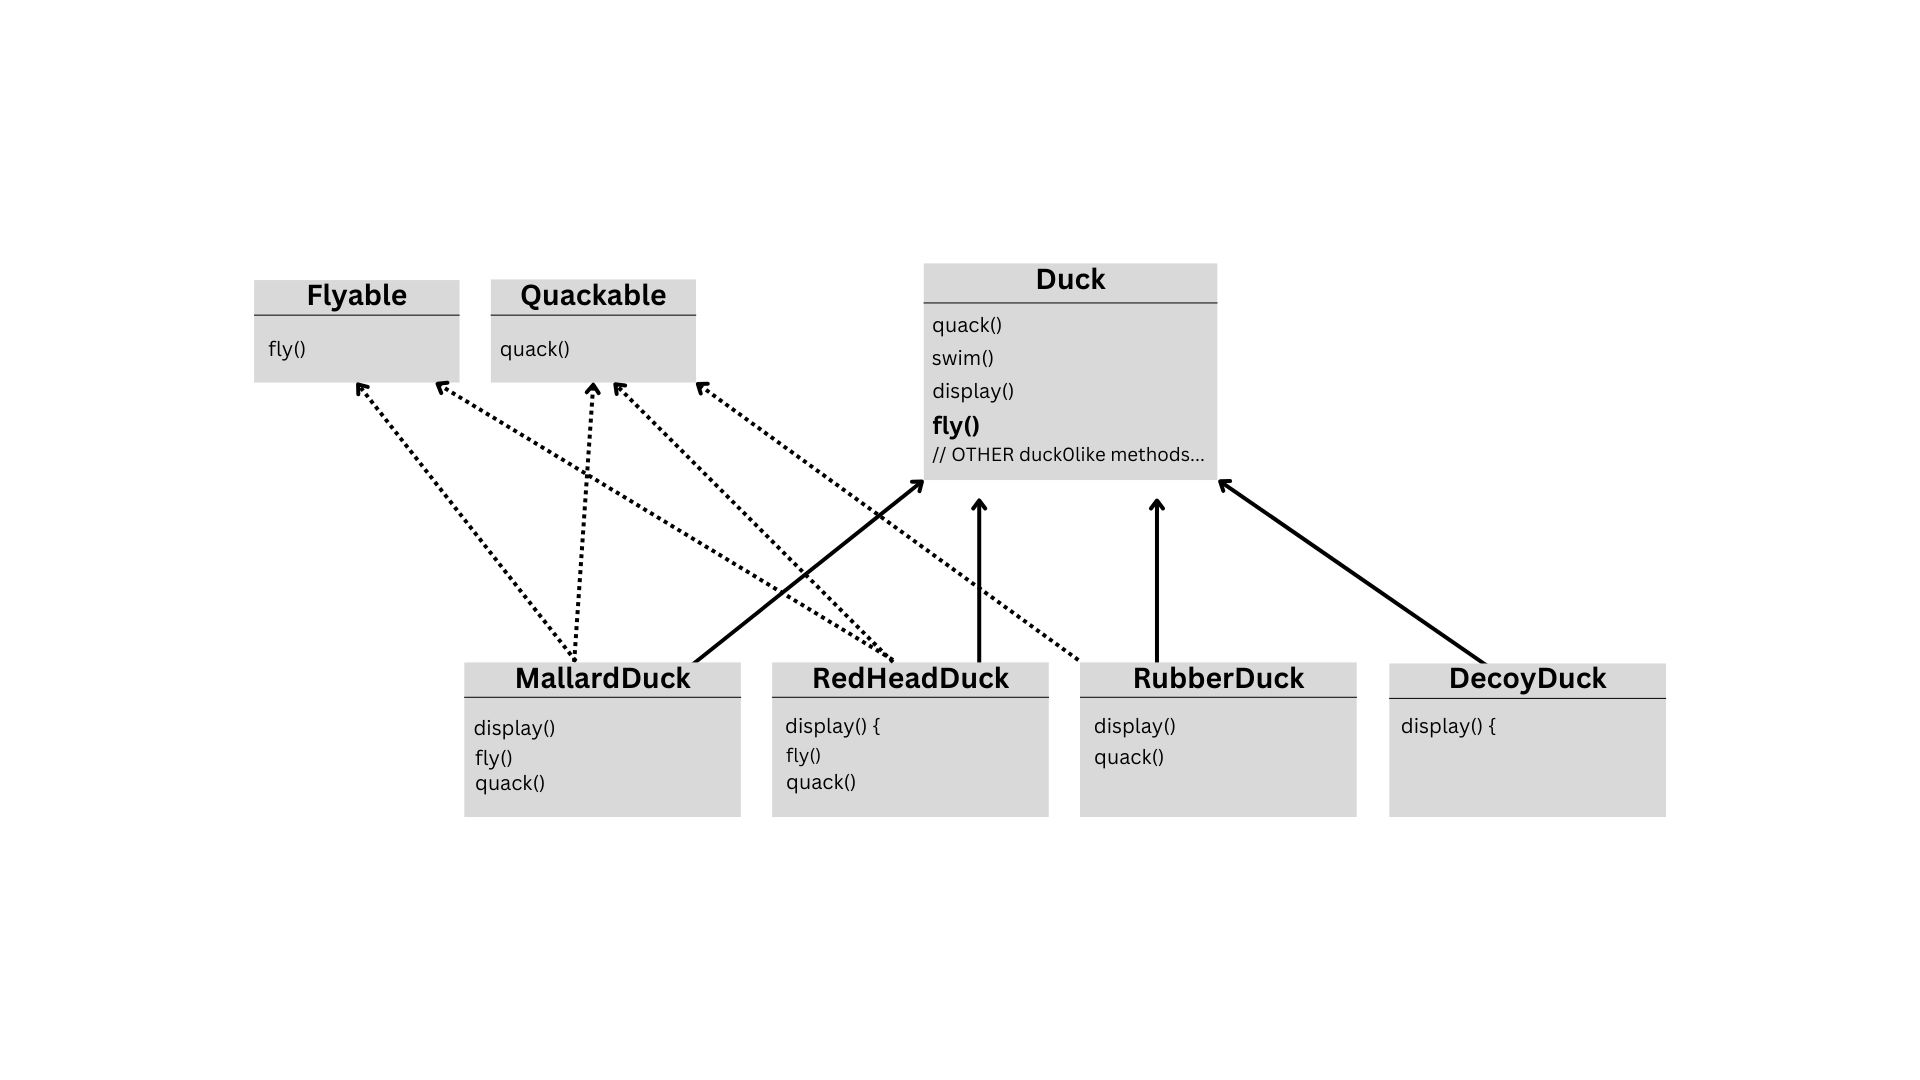 Flyable
fly()
Quackable
quack()
Duck
quack()
swim()
display()
fly()
// OTHER duck0like methods...
MallardDuck
display()
fly()
quack()
RedHeadDuck
display() {
fly()
quack()
RubberDuck
display()
quack()
DecoyDuck
display() {